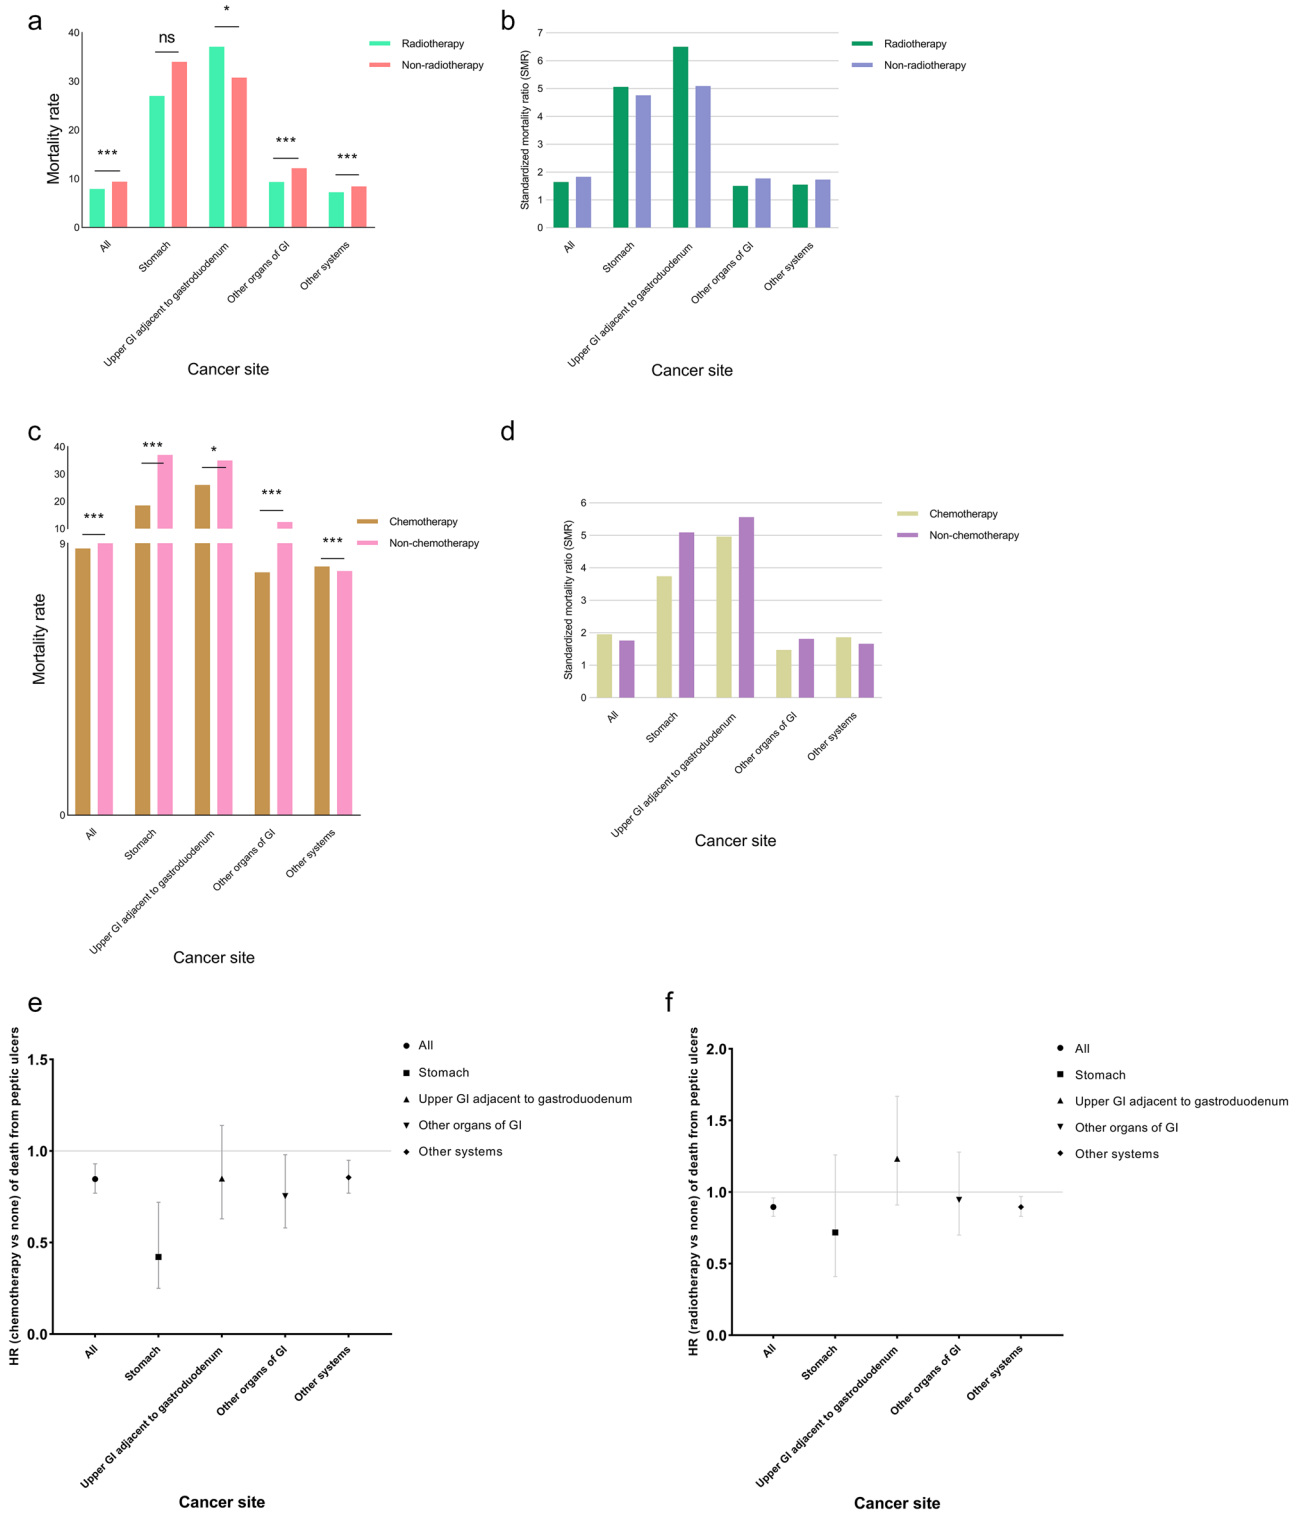 a
Mortality rate
40
30
20
10
0
***
ns
*
***
***
Radiotherapy
Non-radiotherapy
All
Stomach
Upper GI adjacent to gastroduodenum
Other organs of GI
Other systems
Cancer site
b
Standardized mortality ratio (SMR)
7
6
5
4
3
2
1
0
Radiotherapy
Non-radiotherapy
All
Stomach
Upper GI adjacent to gastroduodenum
Other organs of GI
Other systems
Cancer site
c
Mortality rate
40
30
20
10
9
0
***
***
*
***
***
Chemotherapy
Non-chemotherapy
All
Stomach
Upper GI adjacent to gastroduodenum
Other organs of GI
Other systems
Cancer site
d
Standardized mortality ratio (SMR)
6
5
4
3
2
1
0
Chemotherapy
Non-chemotherapy
All
Stomach
Upper GI adjacent to gastroduodenum
Other organs of GI
Other systems
Cancer site
e
HR (chemotherapy vs none) of death from peptic ulcers
1.5
1.0
0.5
0.0
All
Stomach
Upper GI adjacent to gastroduodenum
Other organs of GI
Other systems
All
Stomach
Upper GI adjacent to gastroduodenum
Other organs of GI
Other systems
Cancer site
f
HR (radiotherapy vs none) of death from peptic ulcers
2.0
1.5
1.0
0.5
0.0
All
Stomach
Upper GI adjacent to gastroduodenum
Other organs of GI
Other systems
All
Stomach
Upper GI adjacent to gastroduodenum
Other organs of GI
Other systems
Cancer site